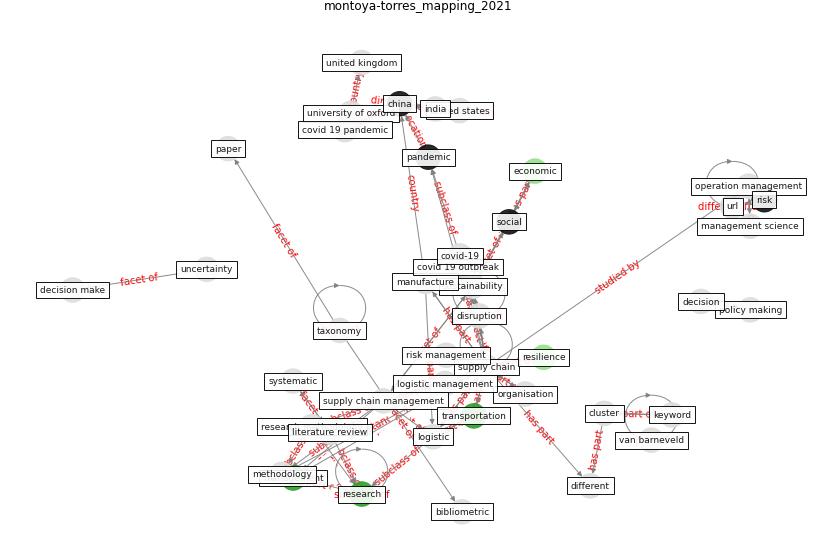 montoya-torres_mapping_2021
united kingdom
china
india
ed states
university of oxford
covid 19 pandemic
country
paper
pandemic
economic
operation management
risk
url
management science
country
subclass of
social
facet of
covid-19
covid 19 outbreak
uncertainty
facet of
decision make
manufacture
ainability
studied by
decision
policy making
disruption
taxonomy
risk management
resilience
supply chain
systematic
logistic management
organisation
supply chain management
transportation
cluster
part o
keyword
literature review
logistic
has part
van barneveld
has part
methodology
subclass of
different
research
bibliometric